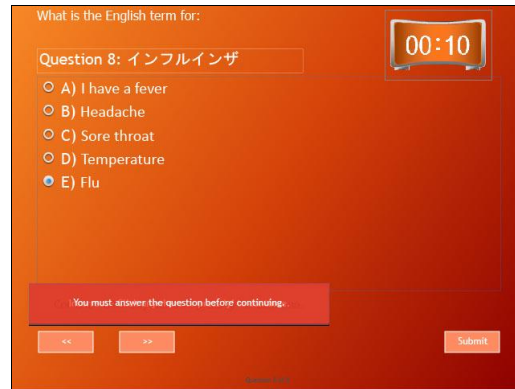 What is the English term for:
00:10
Question 8: インフルインザ
A) I have a fever
B) Headache
C) Sore throat
D) Temperature
E) Flu
You must answer the question before continuing.
<<
>>
Submit